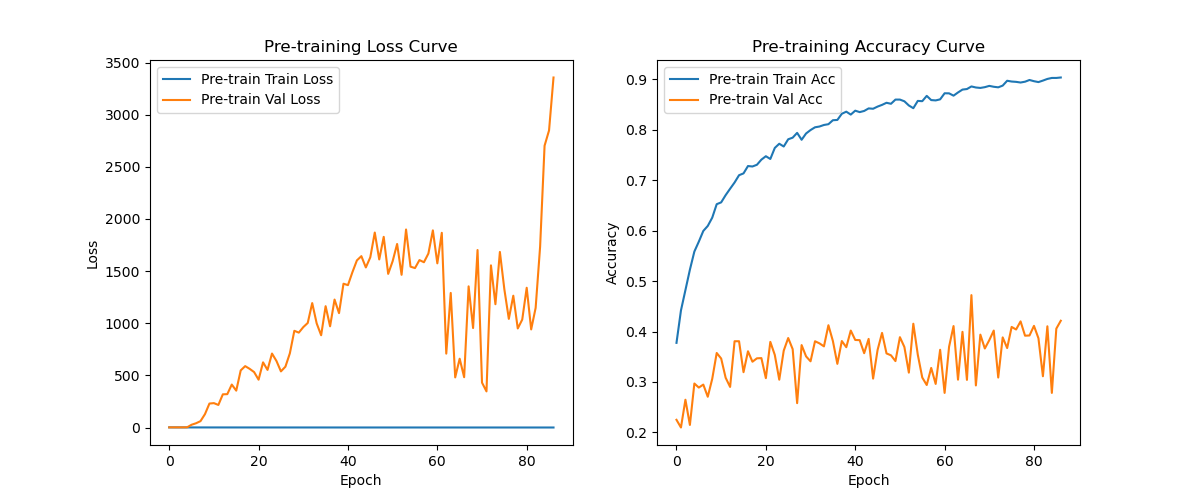 Pre-training Loss Curve
Pre-train Train Loss
Pre-train Val Loss
3500
3000
2500
2000
1500
1000
500
0
Loss
0 20 40 60 80
Epoch
Pre-training Accuracy Curve
Pre-train Train Acc
Pre-train Val Acc
0.9
0.8
0.7
0.6
0.5
0.4
0.3
0.2
Accuracy
0 20 40 60 80
Epoch